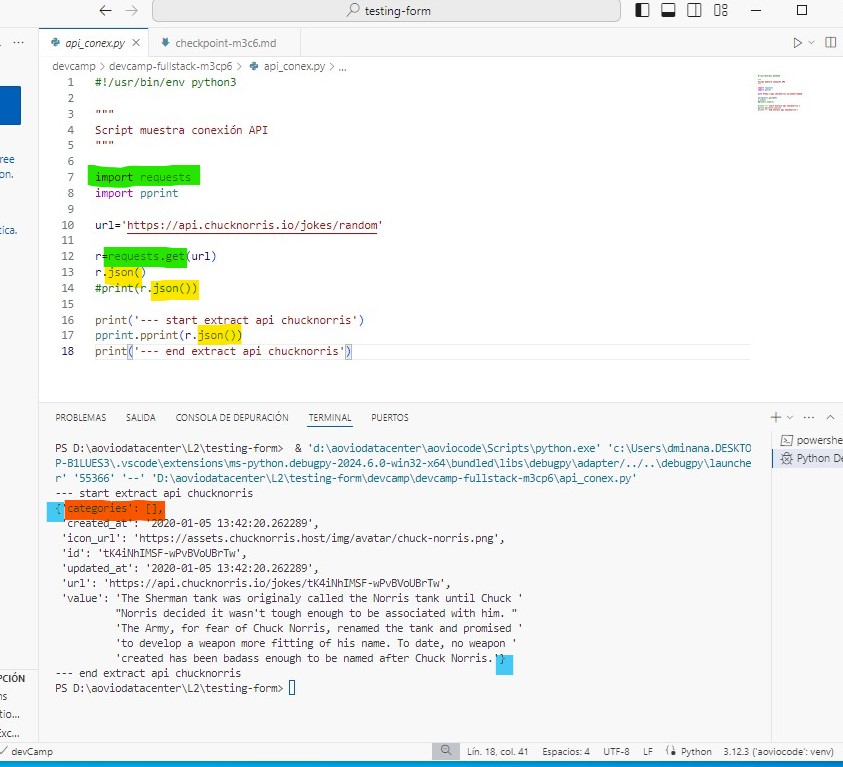 testing-form
api_conex.py
checkpoint-m3c6.md
devcamp > devcamp-fullstack-m3cp6 > api_conex.py > ...
ree
on.
tica.
1 #!/usr/bin/env python3
2
3 """
4 Script muestra conexión API
5 """
6
7 import requests
8 import pprint
9
10 url='https://api.chucknorris.io/jokes/random'
11
12 r=requests.get(url)
13 r.json()
14 #print(r.json())
15
16 print('--- start extract api chucknorris')
17 pprint.pprint(r.json())
18 print('--- end extract api chucknorris')
PROBLEMAS SALIDA CONSOLA DE DEPURACIÓN TERMINAL PUERTOS
powershe
Python De
PS D:\aoviodatacenter\L2\testing-form> & 'd:\aoviodatacenter\aoviocode\Scripts\python.exe' 'c:\Users\dminana.DESKTO
P-B1LUES3\.vscode\extensions\ms-python.debugpy-2024.6.0-win32-x64\bundled\libs\debugpy\adapter/../..\debugpy\launche
r' '55366' '--' 'D:\aoviodatacenter\L2\testing-form\devcamp\devcamp-fullstack-m3cp6\api_conex.py'
--- start extract api chucknorris
{'categories': [],
'created_at': '2020-01-05 13:42:20.262289',
'icon_url': 'https://assets.chucknorris.host/img/avatar/chuck-norris.png',
'id': 'tK4iNhIMSF-wPvBVoUBrTw',
'updated_at': '2020-01-05 13:42:20.262289',
'url': 'https://api.chucknorris.io/jokes/tK4iNhIMSF-wPvBVoUBrTw',
'value': 'The Sherman tank was originaly called the Norris tank until Chuck '
"Norris decided it wasn't tough enough to be associated with him. "
'The Army, for fear of Chuck Norris, renamed the tank and promised '
'to develop a weapon more fitting of his name. To date, no weapon '
'created has been badass enough to be named after Chuck Norris.'}
--- end extract api chucknorris
PS D:\aoviodatacenter\L2\testing-form>
PCIÓN
ns
tio...
Exc...
devCamp
Lín. 18, col. 41 Espacios: 4 UTF-8 LF Python 3.12.3 ('aoviocode': venv)